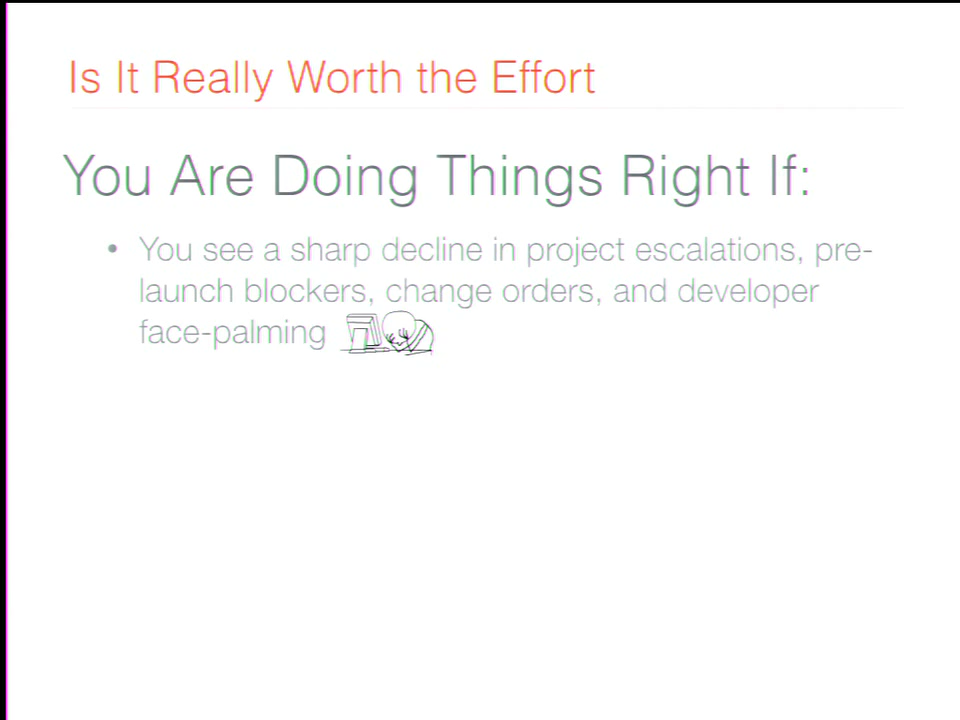 Is It Really Worth the Effort
You Are Doing Things Right If:
• You see a sharp decline in project escalations, pre-
launch blockers, change orders, and developer
face-palming